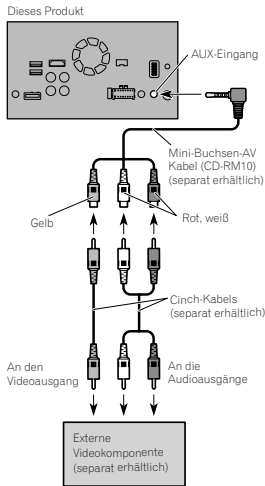 Dieses Produkt
AUX-Eingang
Mini-Buchsen-AV
Kabel (CD-RM10)
(separat erhältlich)
Gelb
Rot, weiß
Cinch-Kabels
(separat erhältlich)
An den
Videoausgang
An die
Audioausgänge
Externe
Videokomponente
(separat erhältlich)